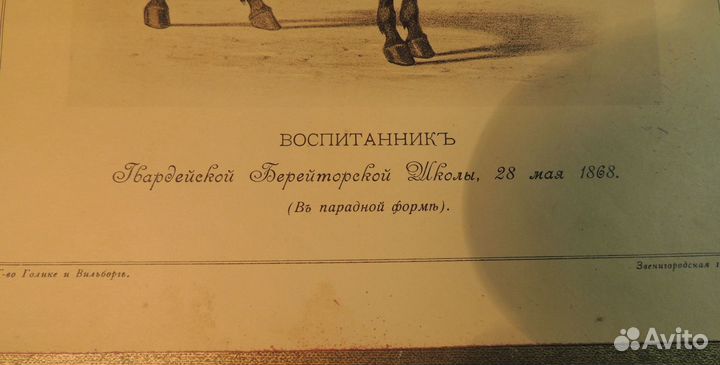 ВОСПИТАННИКЪ
Гвардейской Берейторской Школы, 28 мая 1868.
(Въ парадной формѣ).
Т-во Голике и Вильборгъ.
Звенигородская
Avito